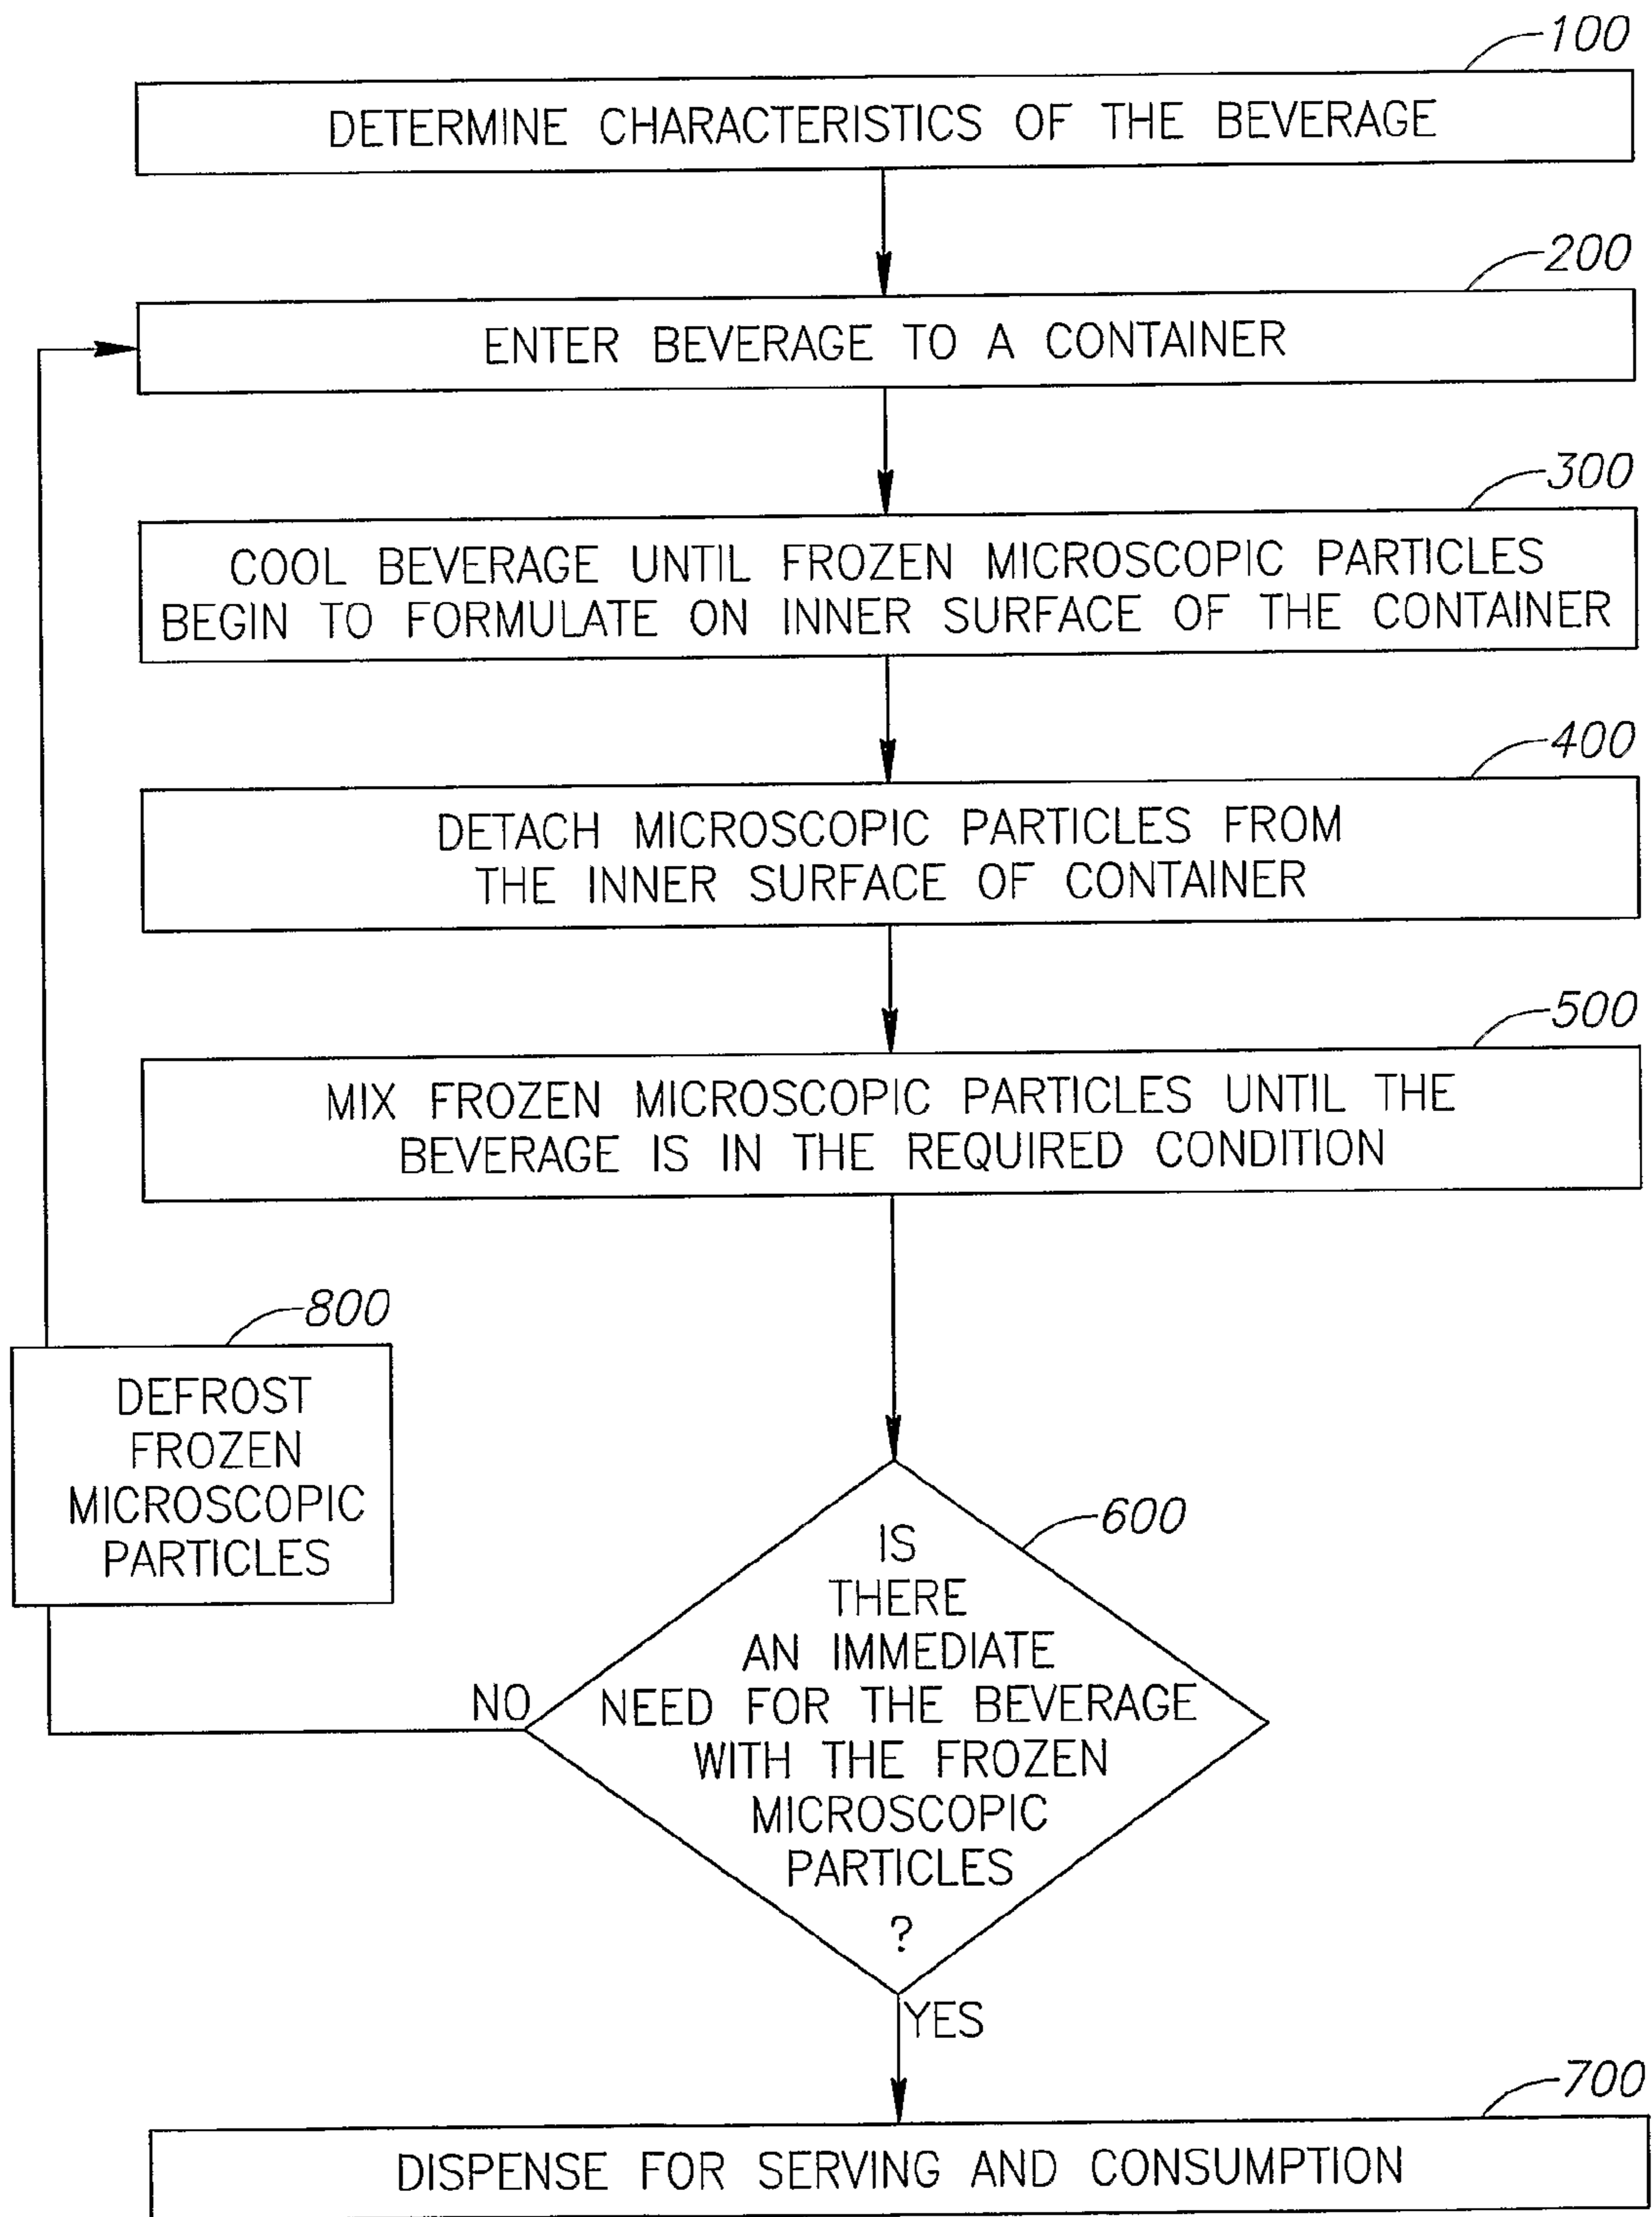 100
DETERMINE CHARACTERISTICS OF THE BEVERAGE
200
ENTER BEVERAGE TO A CONTAINER
300
COOL BEVERAGE UNTIL FROZEN MICROSCOPIC PARTICLES
BEGIN TO FORMULATE ON INNER SURFACE OF THE CONTAINER
400
DETACH MICROSCOPIC PARTICLES FROM
THE INNER SURFACE OF CONTAINER
500
MIX FROZEN MICROSCOPIC PARTICLES UNTIL THE
BEVERAGE IS IN THE REQUIRED CONDITION
800
DEFROST
FROZEN
MICROSCOPIC
PARTICLES
600
IS
THERE
AN IMMEDIATE
NEED FOR THE BEVERAGE
WITH THE FROZEN
MICROSCOPIC
PARTICLES
?
NO
YES
700
DISPENSE FOR SERVING AND CONSUMPTION